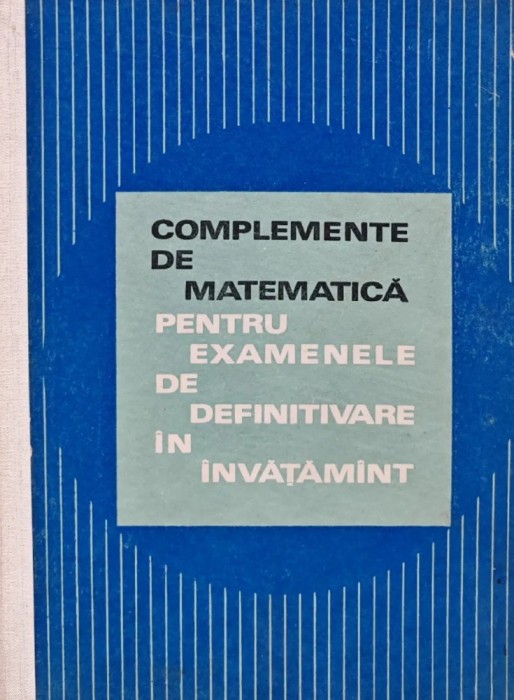 COMPLEMENTE
DE
MATEMATICĂ
PENTRU
EXAMENELE
DE
DEFINITIVARE
ÎN
ÎNVĂȚĂMÎNT